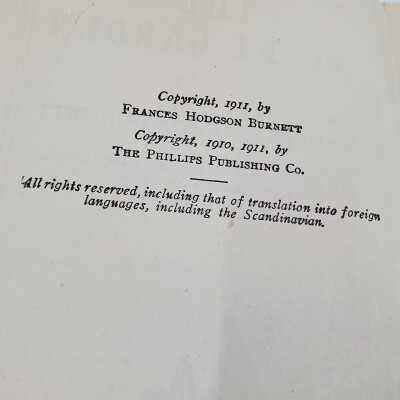 Copyright, 1911, by
FRANCES HODGSON BURNETT
Copyright, 1910, 1911, by
THE PHILLIPS PUBLISHING CO.
All rights reserved, including that of translation into foreign
languages, including the Scandinavian.